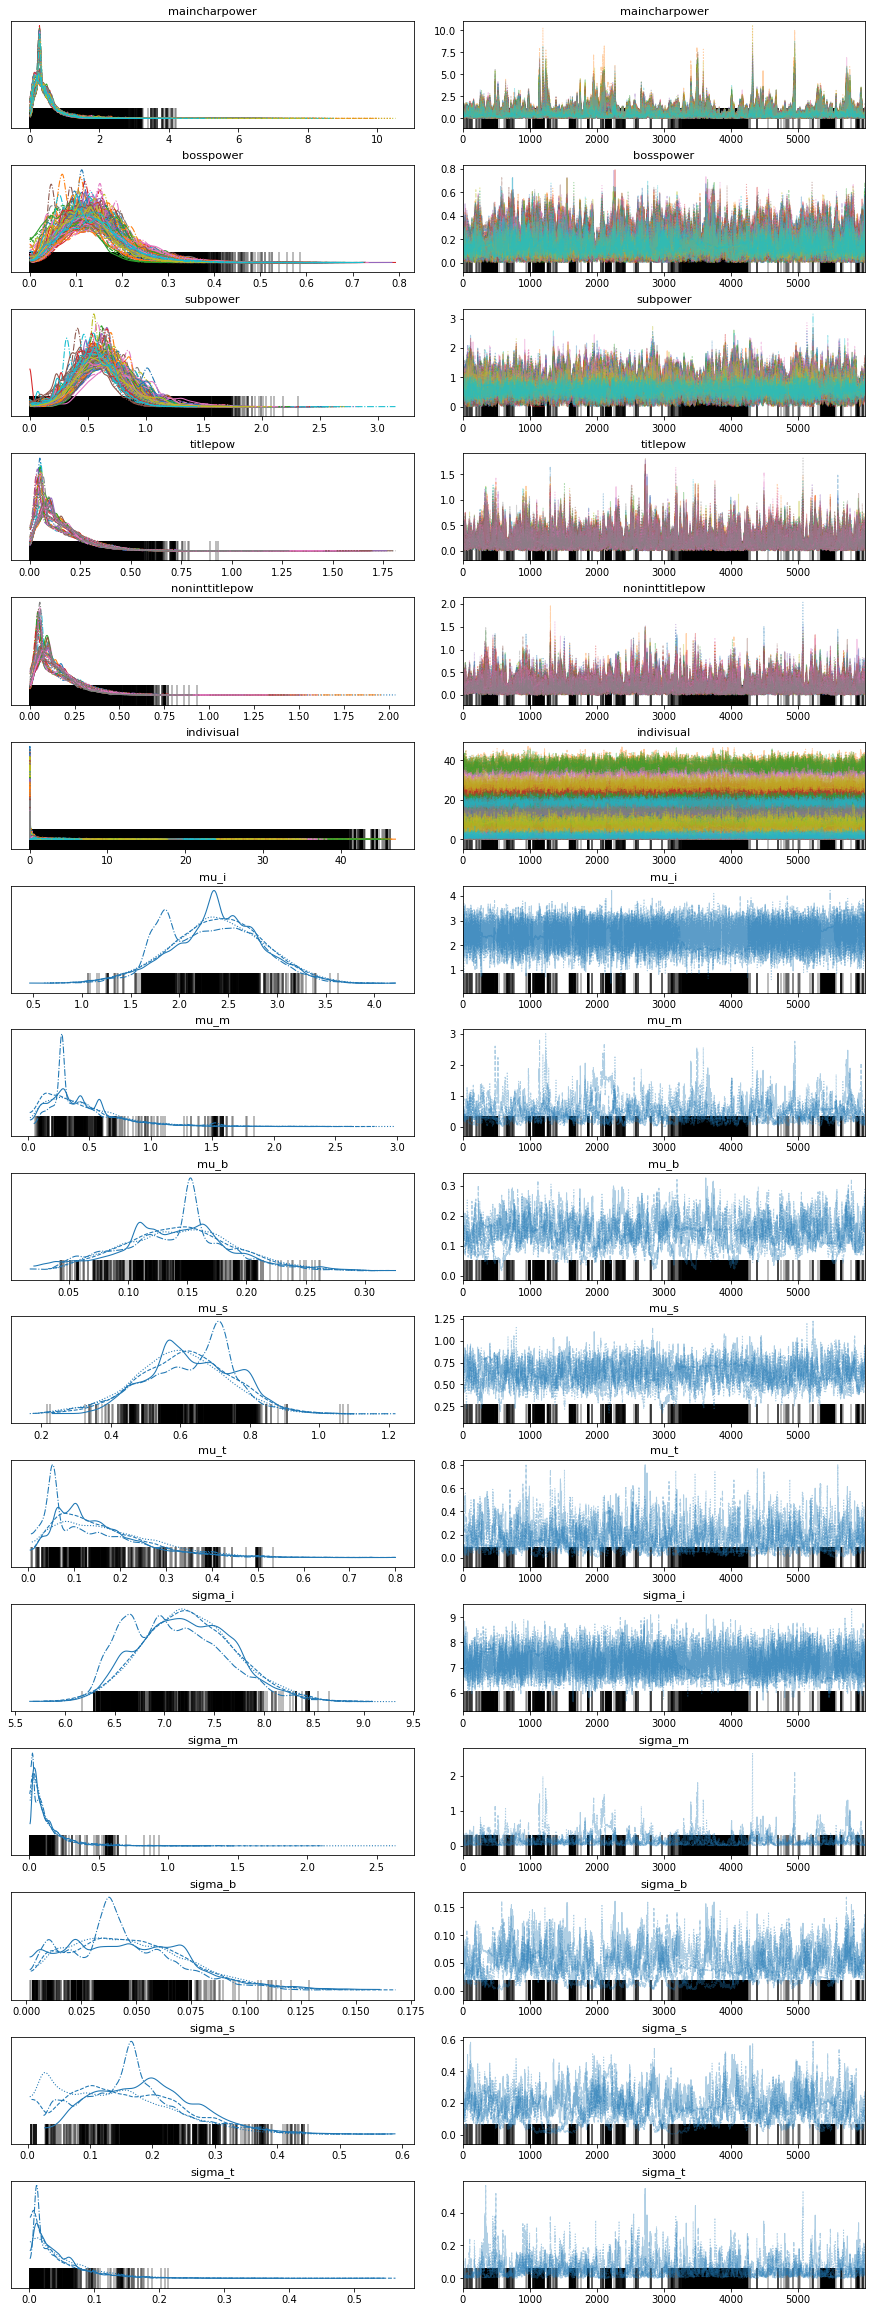 maincharpower maincharpower
10.0
7.5
5.0
2.5
0.0
0 2 4 6 8 10 0 1000 2000 3000 4000 5000
bosspower bosspower
0.8
0.6
0.4
0.2
0.0
0.0 0.1 0.2 0.3 0.4 0.5 0.6 0.7 0.8 0 1000 2000 3000 4000 5000
subpower subpower
3
2
1
0
0.0 0.5 1.0 1.5 2.0 2.5 3.0 0 1000 2000 3000 4000 5000
titlepow titlepow
1.5
1.0
0.5
0.0
0.00 0.25 0.50 0.75 1.00 1.25 1.50 1.75 0 1000 2000 3000 4000 5000
noninttitlepow noninttitlepow
2.0
1.5
1.0
0.5
0.0
0.00 0.25 0.50 0.75 1.00 1.25 1.50 1.75 2.00 0 1000 2000 3000 4000 5000
indivisual indivisual
40
20
0
0 10 20 30 40 0 1000 2000 3000 4000 5000
mu_i mu_i
4
3
2
1
0.5 1.0 1.5 2.0 2.5 3.0 3.5 4.0 0 1000 2000 3000 4000 5000
mu_m mu_m
3
2
1
0
0.0 0.5 1.0 1.5 2.0 2.5 3.0 0 1000 2000 3000 4000 5000
mu_b mu_b
0.3
0.2
0.1
0.0
0.05 0.10 0.15 0.20 0.25 0.30 0 1000 2000 3000 4000 5000
mu_s mu_s
1.25
1.00
0.75
0.50
0.25
0.2 0.4 0.6 0.8 1.0 1.2 0 1000 2000 3000 4000 5000
mu_t mu_t
0.8
0.6
0.4
0.2
0.0
0.0 0.1 0.2 0.3 0.4 0.5 0.6 0.7 0.8 0 1000 2000 3000 4000 5000
sigma_i sigma_i
9
8
7
6
5.5 6.0 6.5 7.0 7.5 8.0 8.5 9.0 9.5 0 1000 2000 3000 4000 5000
sigma_m sigma_m
2
1
0
0.0 0.5 1.0 1.5 2.0 2.5 0 1000 2000 3000 4000 5000
sigma_b sigma_b
0.15
0.10
0.05
0.00
0.000 0.025 0.050 0.075 0.100 0.125 0.150 0.175 0 1000 2000 3000 4000 5000
sigma_s sigma_s
0.6
0.4
0.2
0.0
0.0 0.1 0.2 0.3 0.4 0.5 0.6 0 1000 2000 3000 4000 5000
sigma_t sigma_t
0.4
0.2
0.0
0.0 0.1 0.2 0.3 0.4 0.5 0 1000 2000 3000 4000 5000